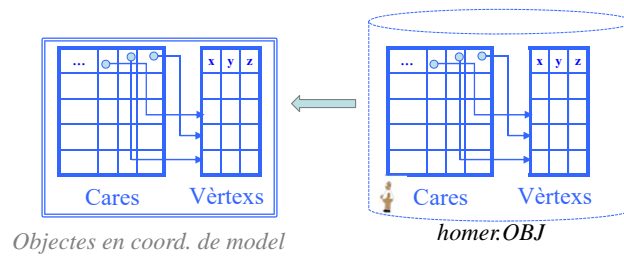 ... x y z
Cares Vèrtexs
Objectes en coord. de model
... x y z
Cares Vèrtexs
homer.OBJ